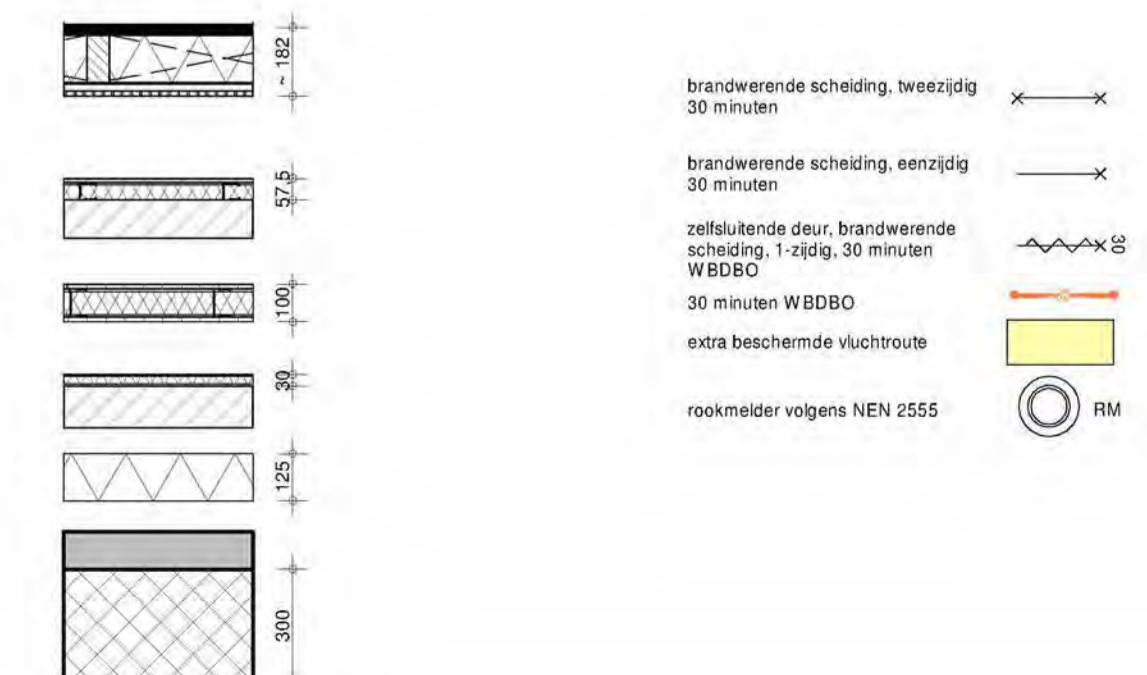 ~ 182
57.5
100
30
125
300
brandwerende scheiding, tweezijdig
30 minuten
brandwerende scheiding, eenzijdig
30 minuten
zelfsluitende deur, brandwerende
scheiding, 1-zijdig, 30 minuten
WBDBO
30
30 minuten WBDBO
extra beschermde vluchtroute
rookmelder volgens NEN 2555
RM